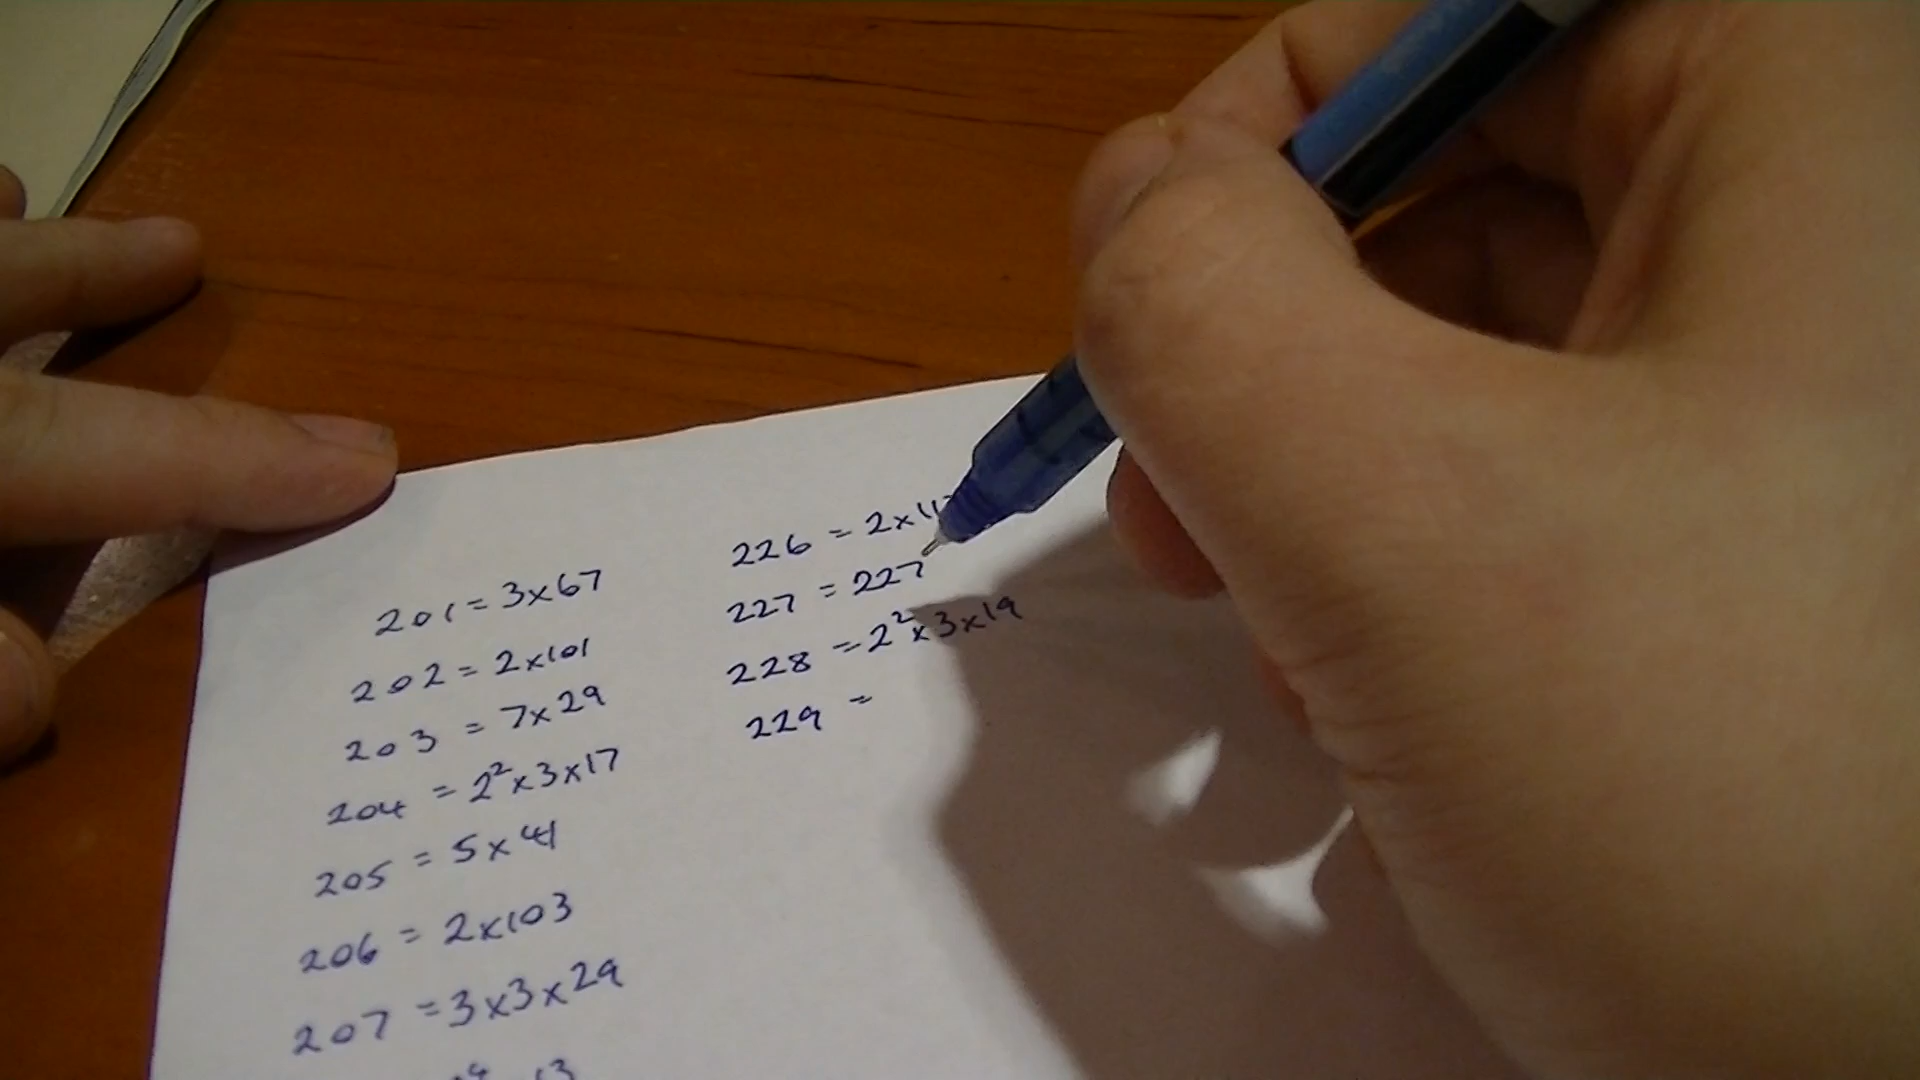 201 = 3x67
202 = 2x101
203 = 7x29
204 = 2²x3x17
205 = 5x41
206 = 2x103
207 = 3x3x29
226 = 2x11
227 = 227
228 = 2²x3x19
229 =